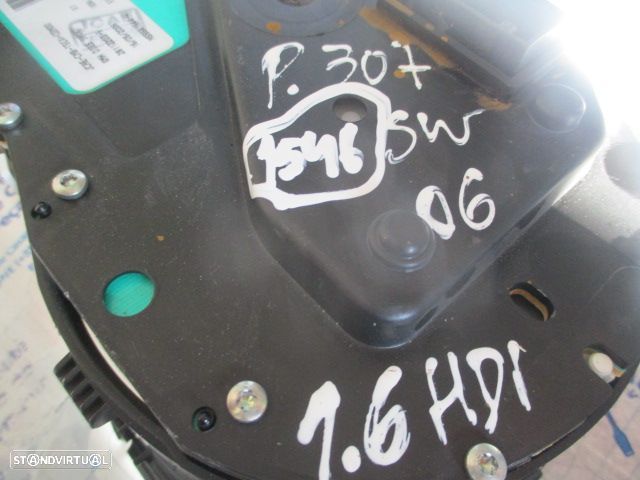 P. 307
SW
1546
06
1.6 HDI
STANDVIRTUAL